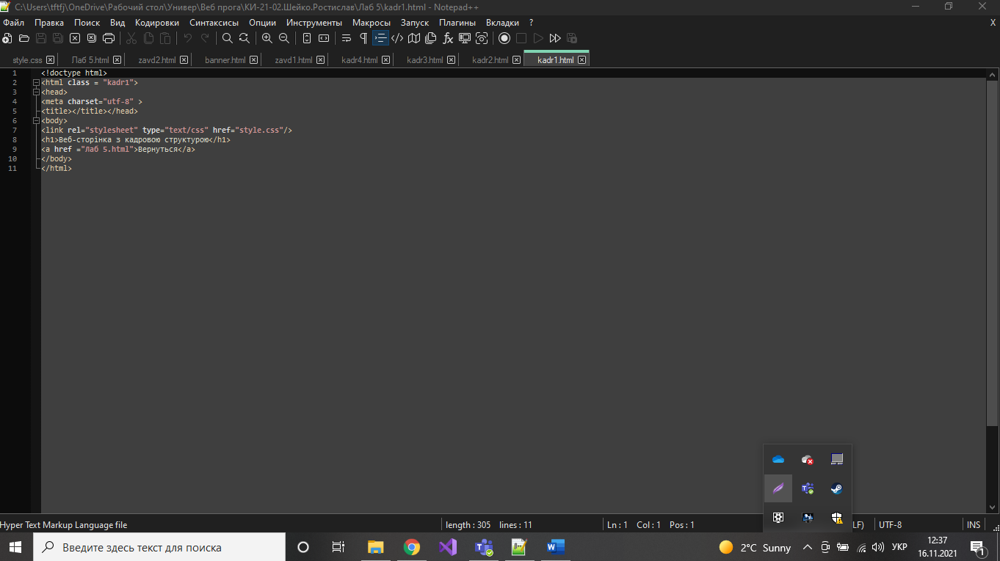 C:\Users\tftfj\OneDrive\Рабочий стол\Универ\Веб прога\КИ-21-02.Шейко.Ростислав\Лаб 5\kadr1.html - Notepad++
Файл Правка Поиск Вид Кодировки Синтаксисы Опции Инструменты Макросы Запуск Плагины Вкладки ? X
style.css Лаб 5.html zavd2.html banner.html zavd1.html kadr4.html kadr3.html kadr2.html kadr1.html
1 <!doctype html>
2 <html class = "kadr1">
3 <head>
4 <meta charset="utf-8" >
5 <title></title></head>
6 <body>
7 <link rel="stylesheet" type="text/css" href="style.css"/>
8 <h1>Веб-сторінка з кадровою структурою</h1>
9 <a href ="Лаб 5.html">Вернуться</a>
10 </body>
11 </html>
Hyper Text Markup Language file length : 305 lines : 11 Ln : 1 Col : 1 Pos : 1 LF) UTF-8 INS
Введите здесь текст для поиска 2°C Sunny УКР 12:37
16.11.2021 1